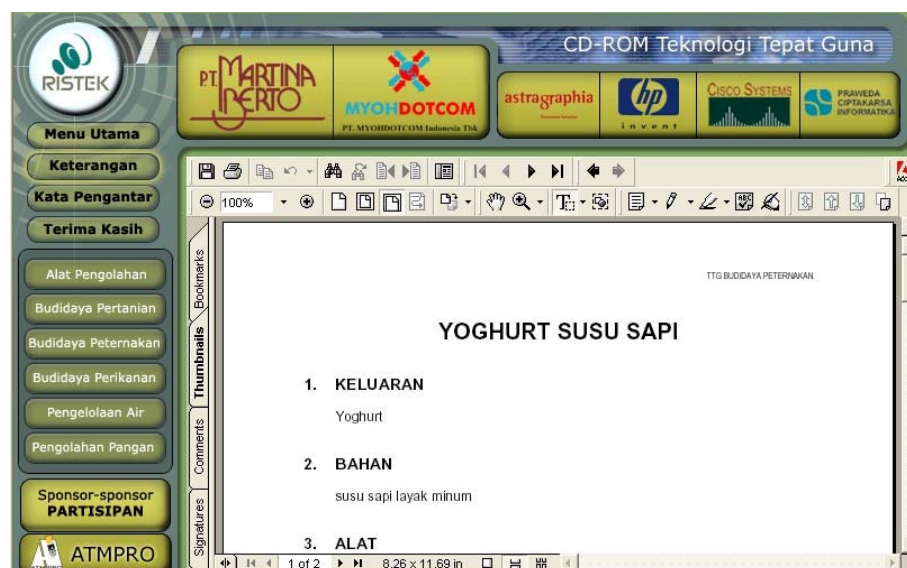 CD-ROM Teknologi Tepat Guna
RISTEK
PT. MARTINA BERTO
MYOHDOTCOM
PT. MYOHDOTCOM Indonesia Tbk
astragraphia
hp
invent
CISCO SYSTEMS
PRAWEDA
CIPTAKARSA
INFORMATIKA
Menu Utama
Keterangan
Kata Pengantar
Terima Kasih
Alat Pengolahan
Budidaya Pertanian
Budidaya Peternakan
Budidaya Perikanan
Pengelolaan Air
Pengolahan Pangan
Sponsor-sponsor
PARTISIPAN
ATMPRO
100%
Bookmarks
Thumbnails
Comments
Signatures
TTG BUDIDAYA PETERNAKAN
YOGHURT SUSU SAPI
1. KELUARAN
Yoghurt
2. BAHAN
susu sapi layak minum
3. ALAT
1 of 2
8.26 x 11.69 in